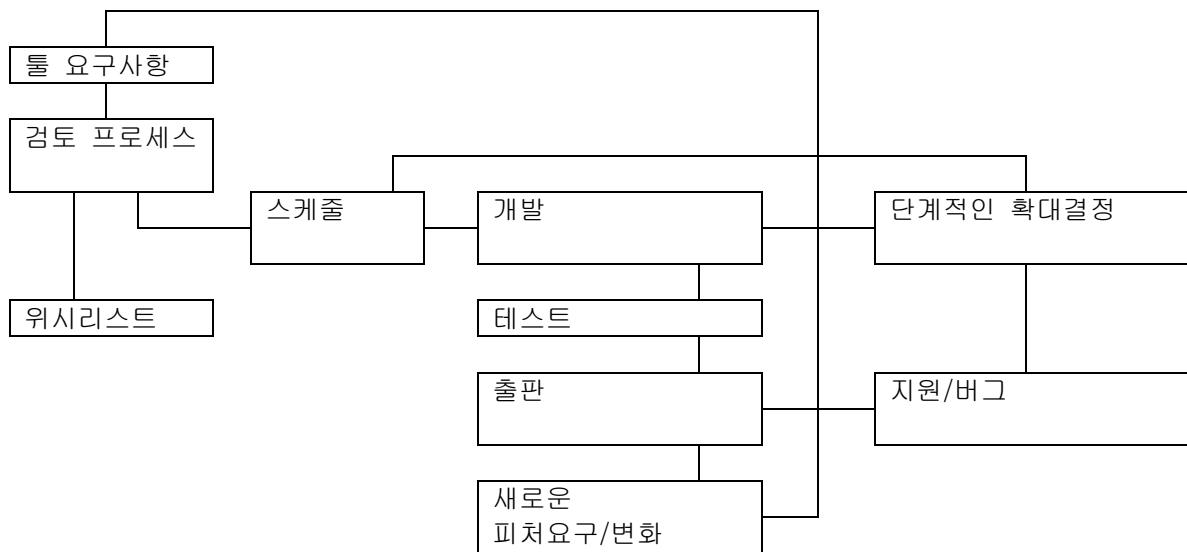 툴 요구사항
검토 프로세스
스케줄
개발
단계적인 확대결정
위시리스트
테스트
출판
지원/버그
새로운
피처요구/변화